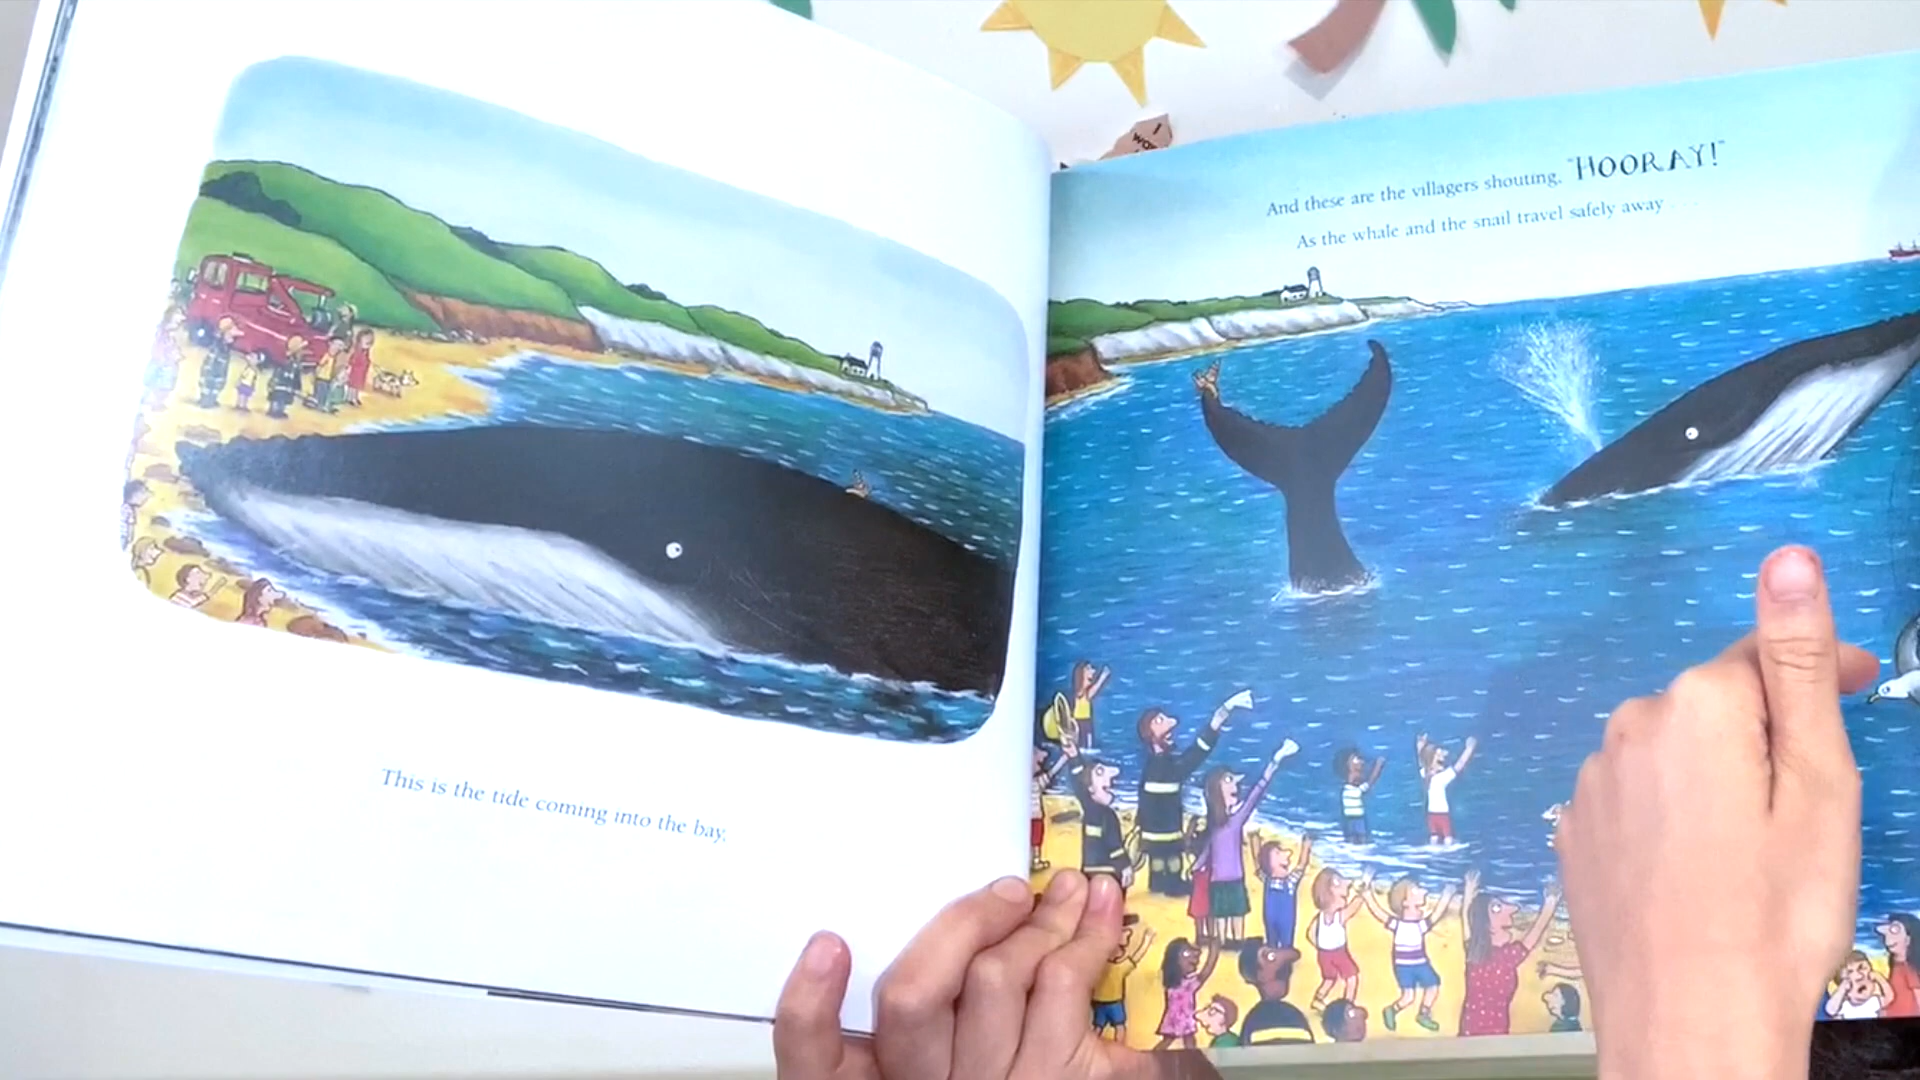 This is the tide coming into the bay,
And these are the villagers shouting, "HOORAY!"
As the whale and the snail travel safely away . . .
I